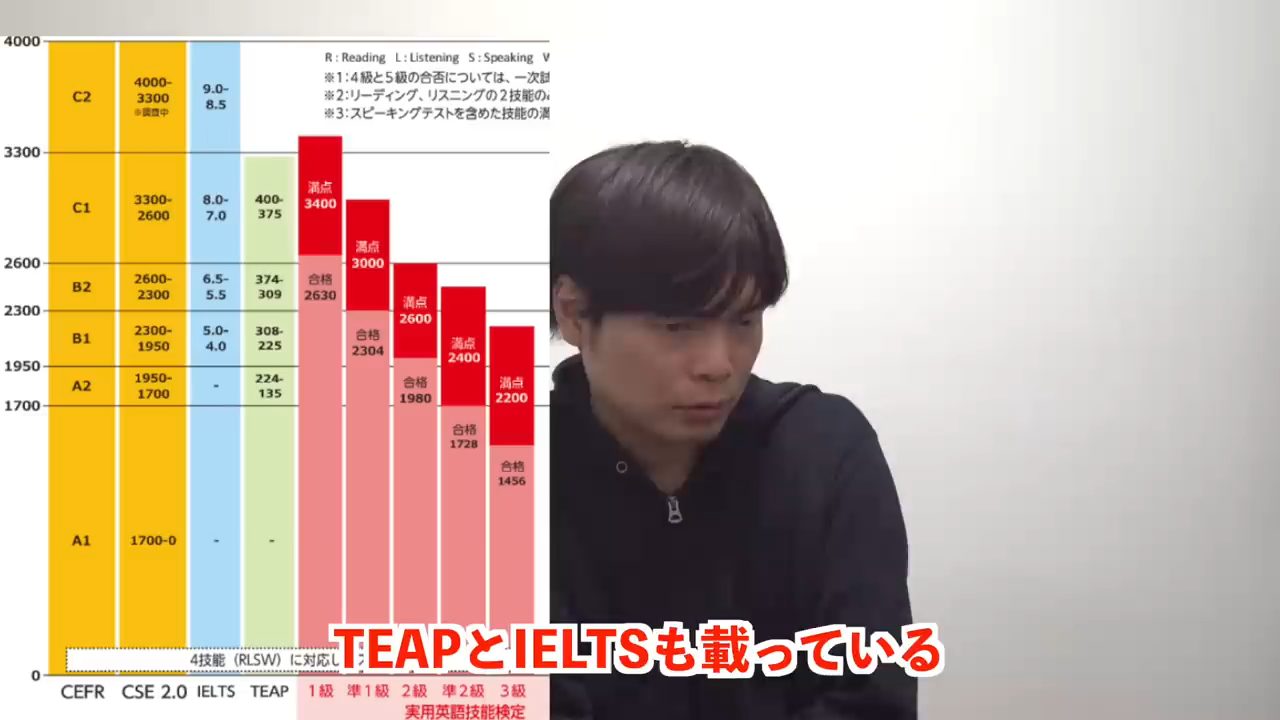 R : Reading L : Listening S : Speaking
※1：4級と5級の合否については、一次試
※2：リーディング、リスニングの2技能の
※3：スピーキングテストを含めた技能の満
4000
3300
2600
2300
1950
1700
0
C2
4000-
3300
※調査中
9.0-
8.5
C1
3300-
2600
8.0-
7.0
400-
375
B2
2600-
2300
6.5-
5.5
374-
309
B1
2300-
1950
5.0-
4.0
308-
225
A2
1950-
1700
-
224-
135
A1
1700-0
-
-
満点
3400
合格
2630
満点
3000
合格
2304
満点
2600
合格
1980
満点
2400
合格
1728
満点
2200
合格
1456
4技能（RLSW）に対応し
TEAPとIELTSも載っている
CEFR CSE 2.0 IELTS TEAP 1級 準1級 2級 準2級 3級
実用英語技能検定